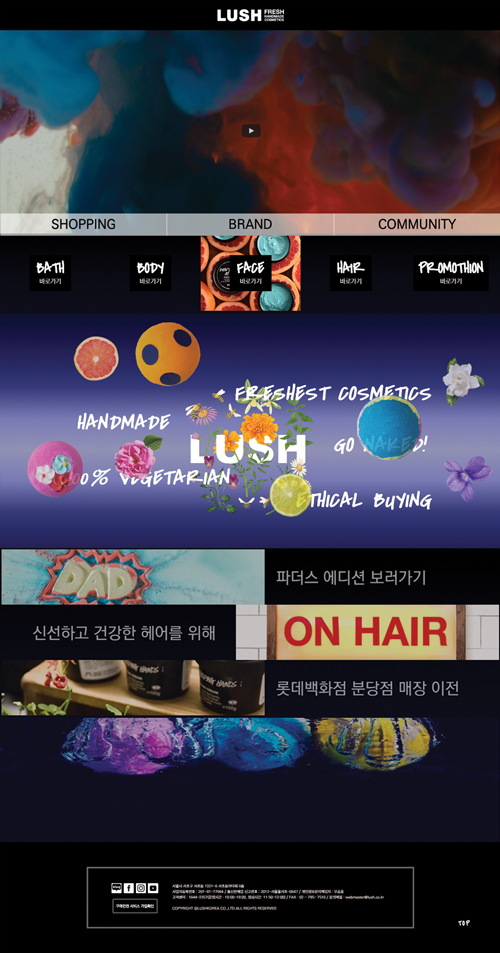 LUSH FRESH HANDMADE COSMETICS
SHOPPING BRAND COMMUNITY
BATH BODY FACE HAIR PROMOTHION
바로가기 바로가기 바로가기 바로가기 바로가기
FRESHEST COSMETICS
HANDMADE
LUSH GO NAKED!
VEGETARIAN
ETHICAL BUYING
DAD
파더스 에디션 보러가기
신선하고 건강한 헤어를 위해
ON HAIR
롯데백화점 분당점 매장 이전
COPYRIGHT @LUSHKOREA CO.,LTD.ALL RIGHTS RESERVED
구매안전 서비스 가입확인
TOP